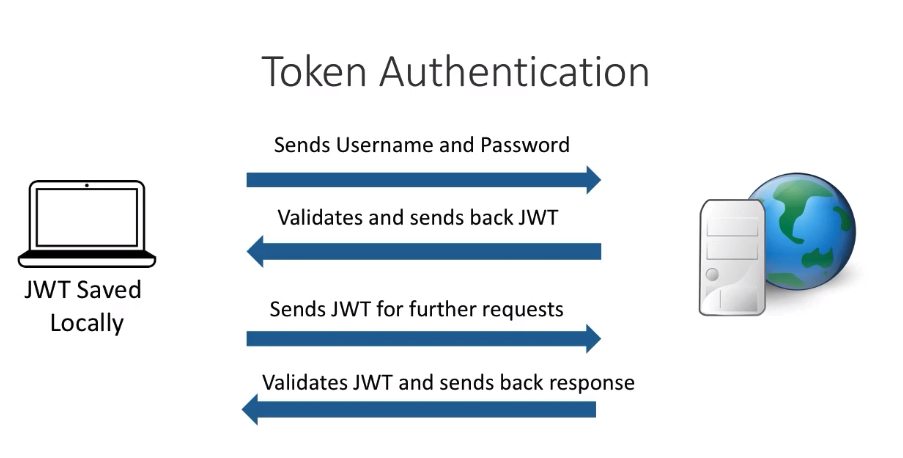 Token Authentication
Sends Username and Password
Validates and sends back JWT
JWT Saved
Locally
Sends JWT for further requests
Validates JWT and sends back response